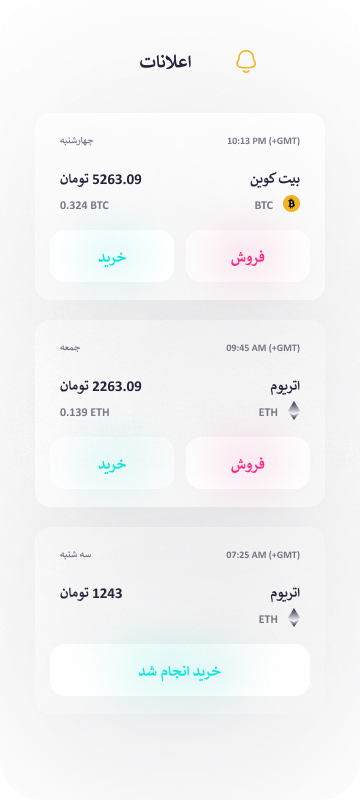 اعلانات
10:13 PM (+GMT) چهارشنبه
بیت کوین 5263.09 تومان
BTC 0.324 BTC
فروش خرید
09:45 AM (+GMT) جمعه
اتریوم 2263.09 تومان
ETH 0.139 ETH
فروش خرید
07:25 AM (+GMT) سه شنبه
اتریوم 1243 تومان
ETH
خرید انجام شد